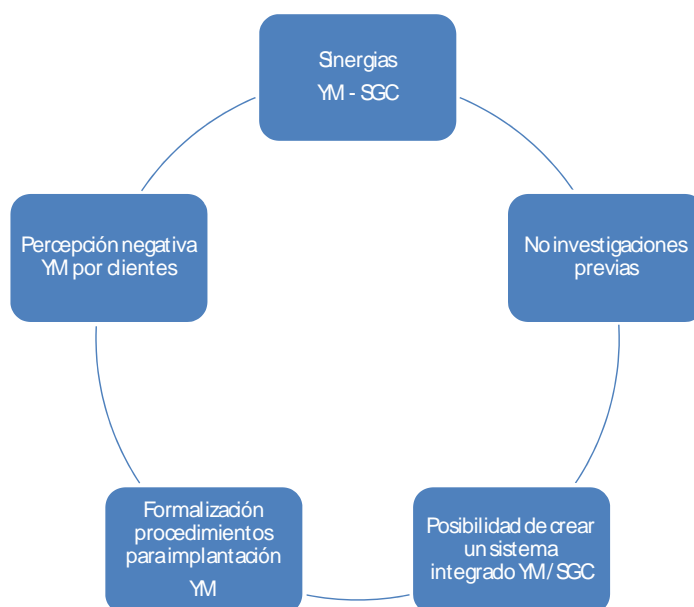 Sinergias
YM - SGC
No investigaciones
previas
Posibilidad de crear
un sistema
integrado YM/ SGC
Formalización
procedimientos
para implantación
YM
Percepción negativa
YM por clientes